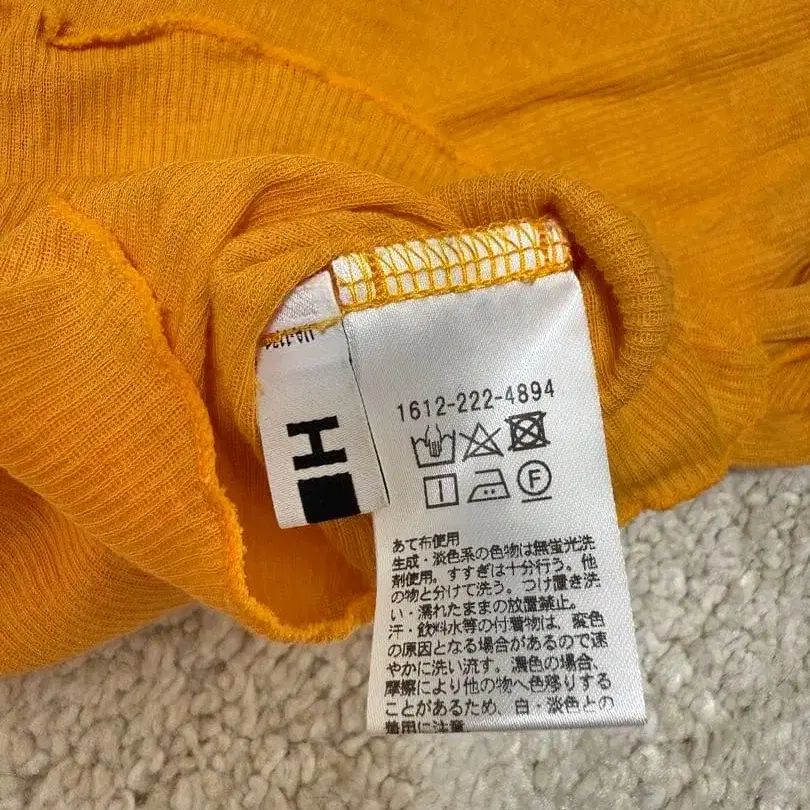 UA-1121
H
1612-222-4894
F
あて布使用
生成・淡色系の色物は無蛍光洗
剤使用。すすぎは十分行う。他
の物と分けて洗う。つけ置き洗
い・濡れたままの放置禁止。
汗・飲料水等の付着物は、変色
の原因となる場合があるので速
やかに洗い流す。濃色の場合、
摩擦により他の物へ色移りする
ことがあるため、白・淡色との
着用に注意